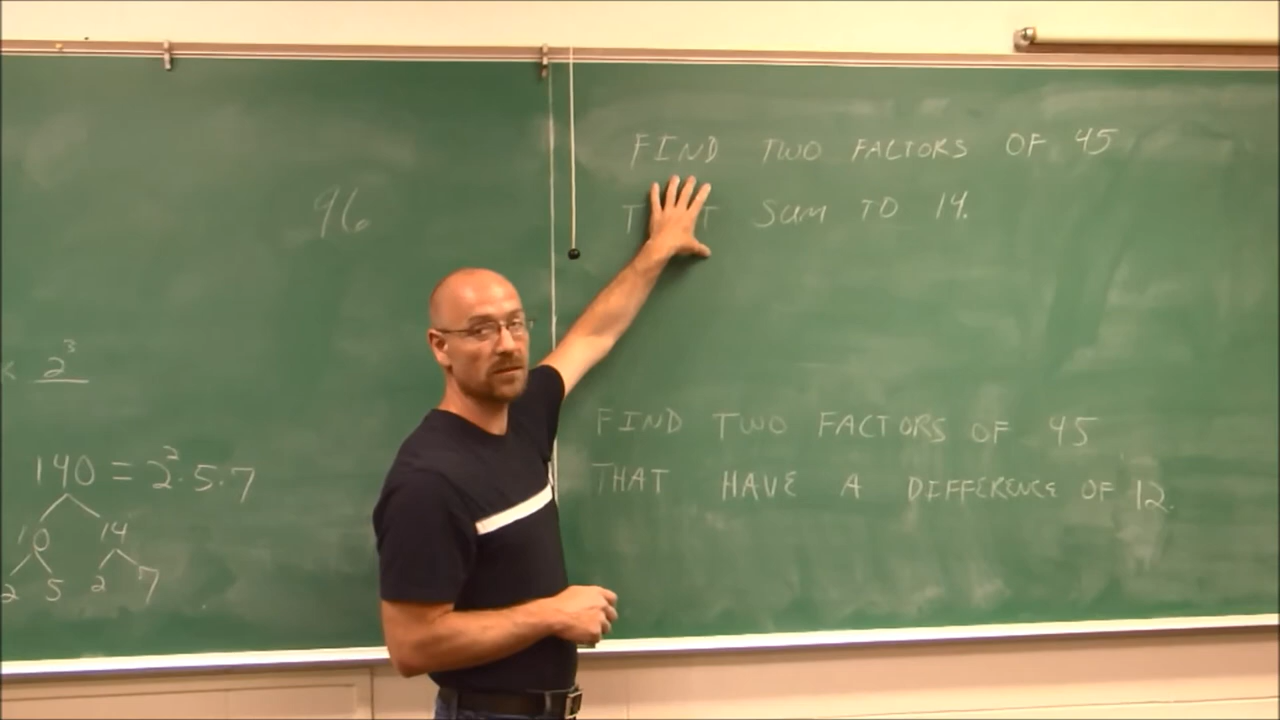 96
2³
140 = 2²·5·7
10 14
2 5 2 7
FIND TWO FACTORS OF 45
SUM TO 14.
FIND TWO FACTORS OF 45
THAT HAVE A DIFFERENCE OF 12.